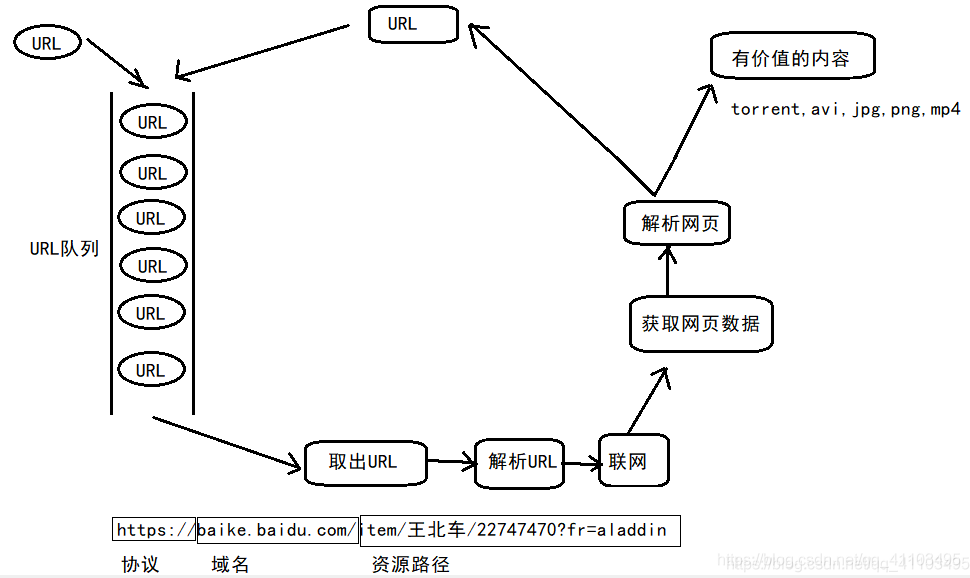 URL
URL
有价值的内容
torrent,avi,jpg,png,mp4
URL
URL
URL
URL
URL
URL
URL队列
解析网页
获取网页数据
取出URL
解析URL
联网
https://baike.baidu.com/item/王北车/22747470?fr=aladdin
协议
域名
资源路径
https://blog.csdn.net/qq_41103495